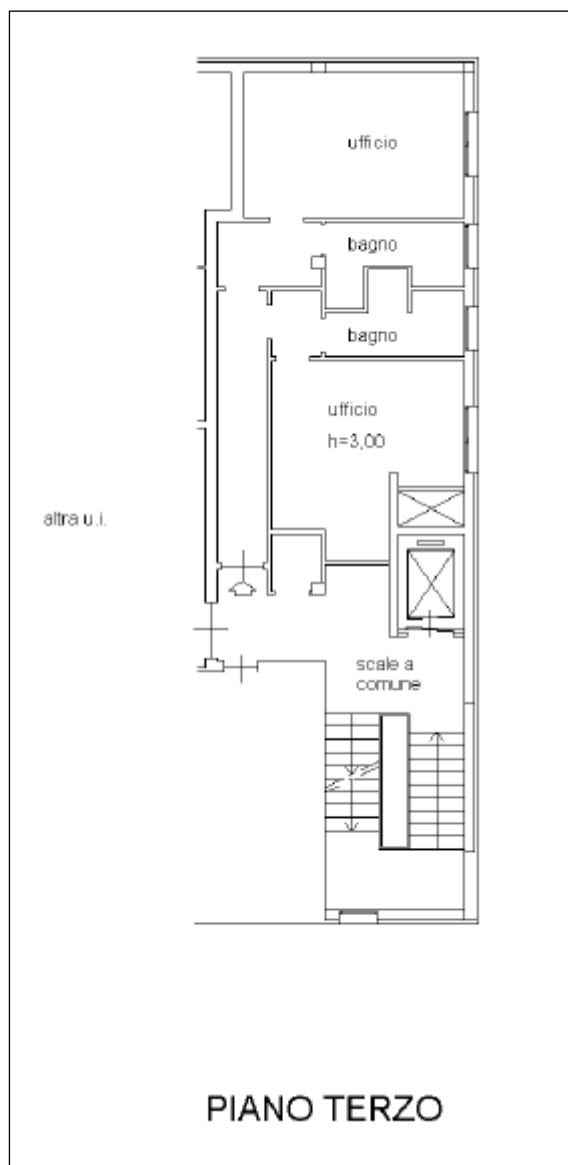 ufficio
bagno
bagno
ufficio
h=3,00
altra u.i.
scale a
comune
PIANO TERZO